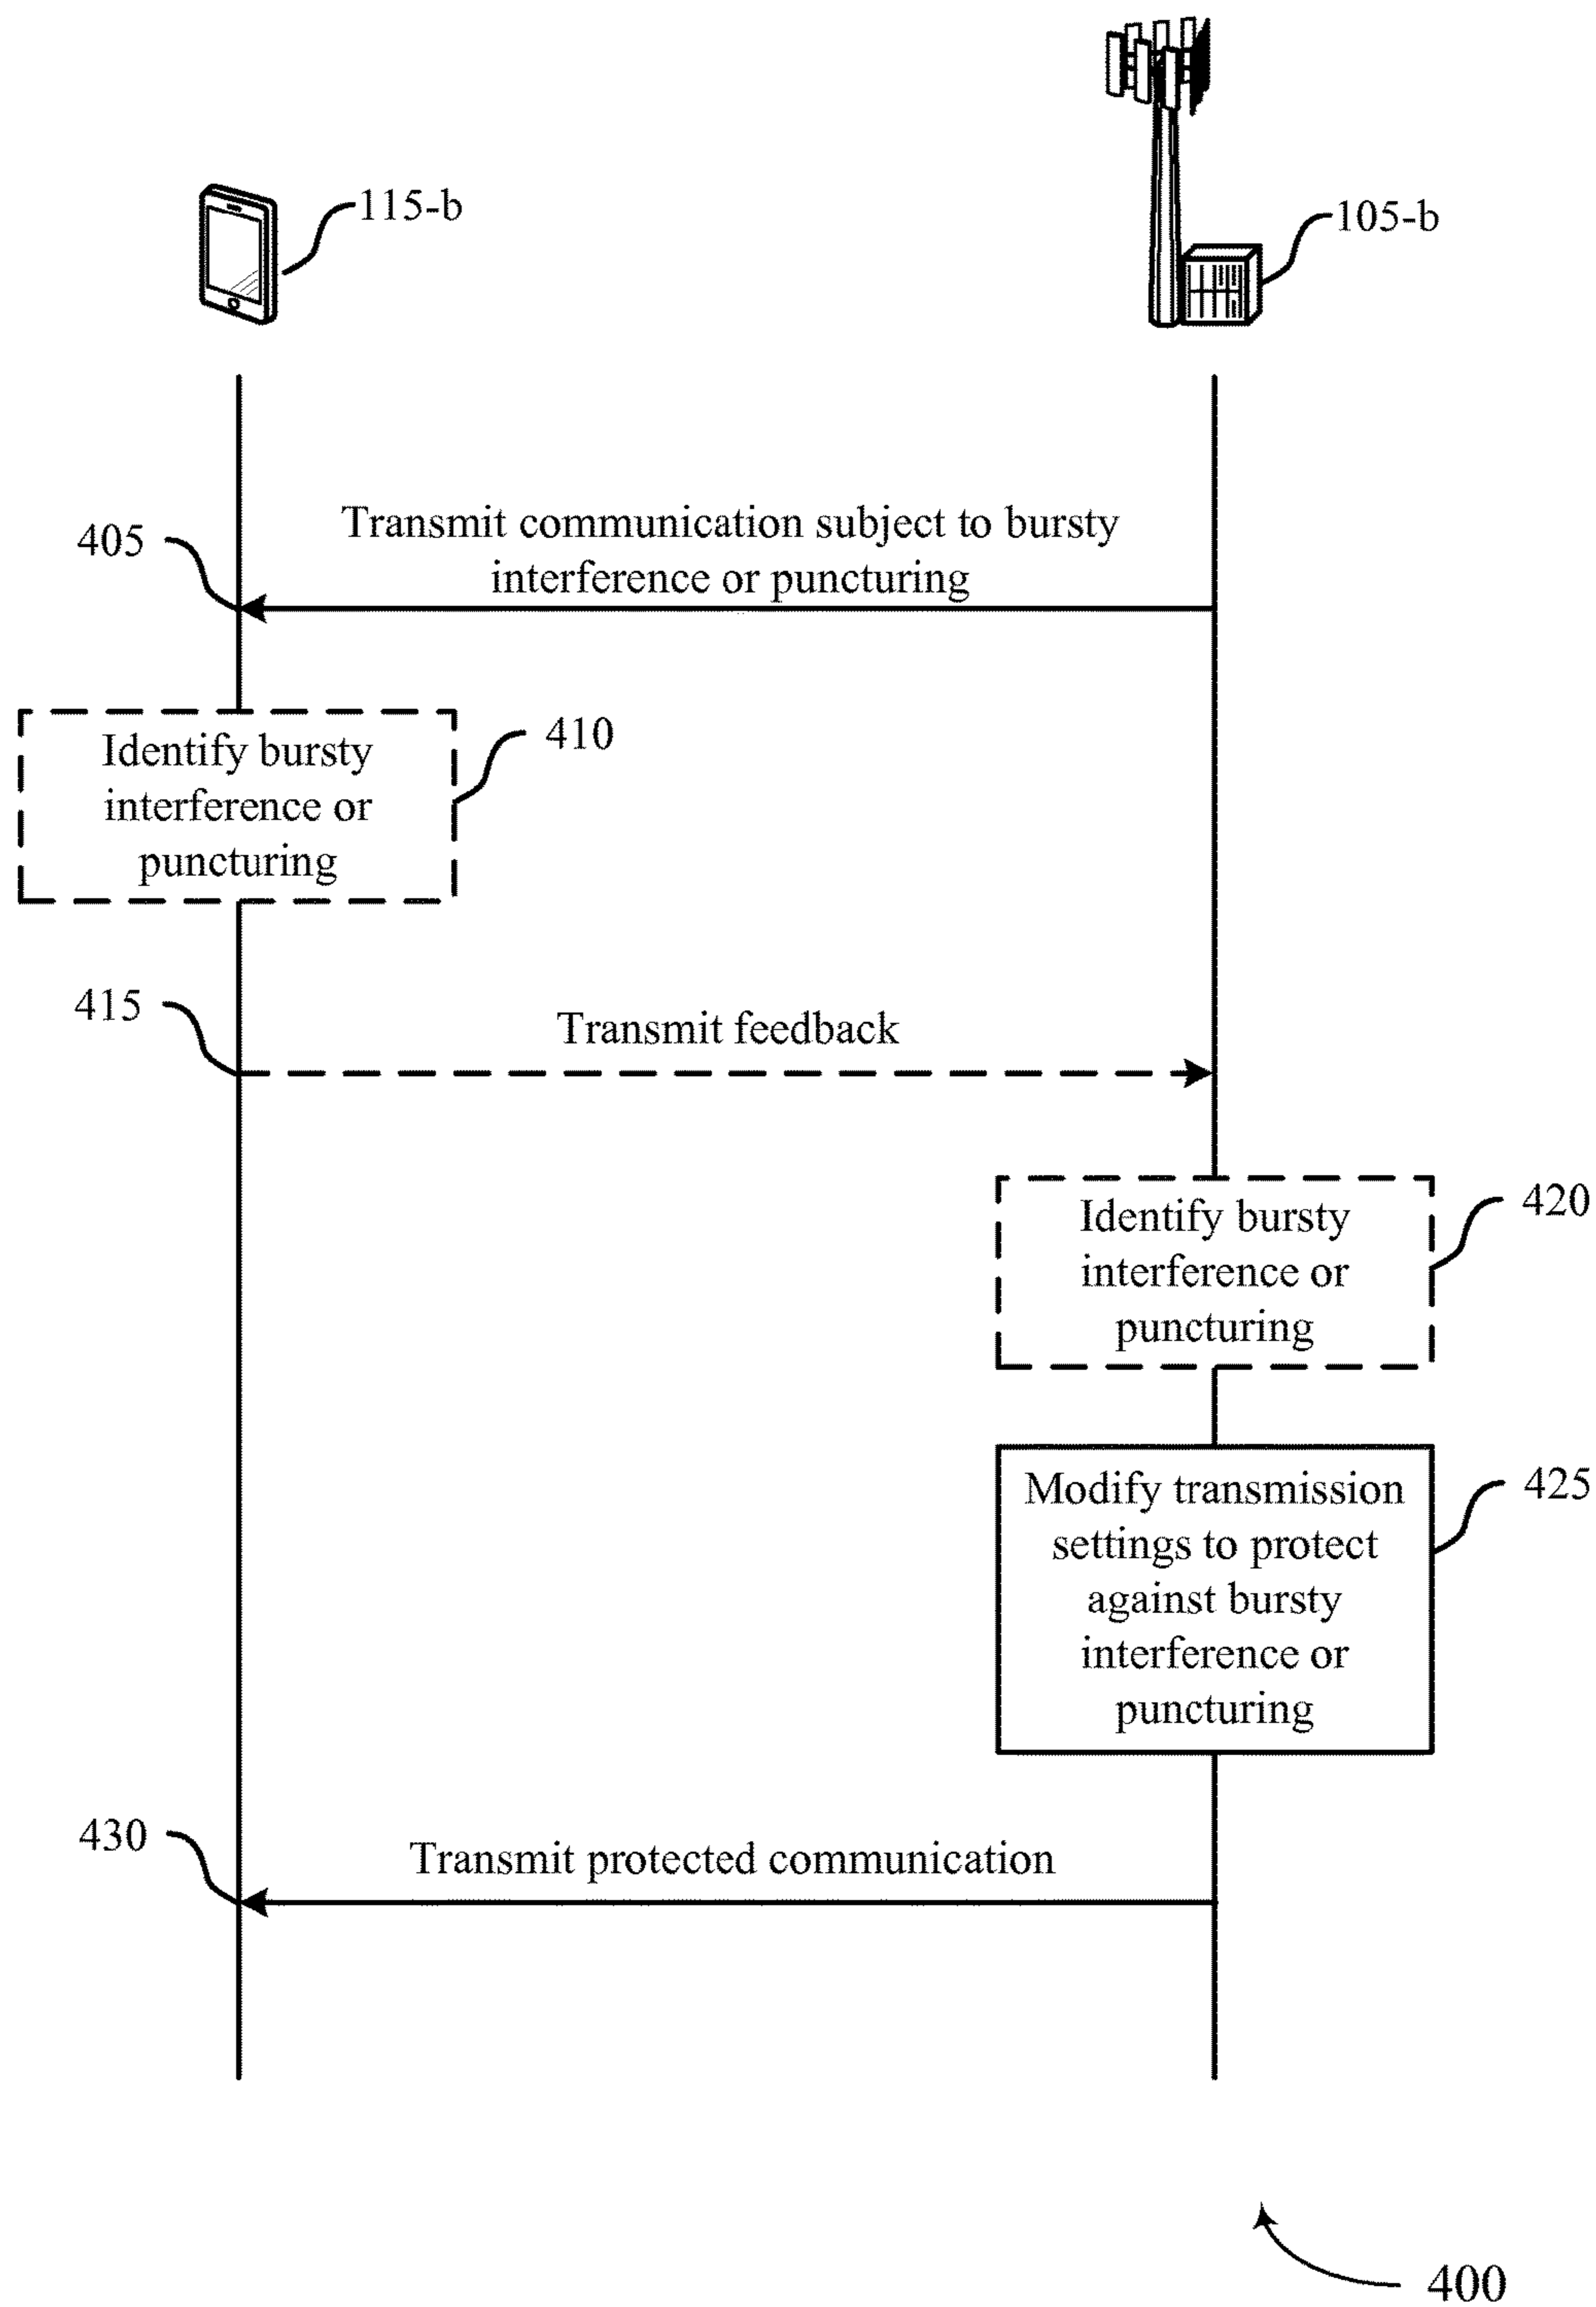 115-b
105-b
405
Transmit communication subject to bursty
interference or puncturing
410
Identify bursty
interference or
puncturing
415
Transmit feedback
420
Identify bursty
interference or
puncturing
425
Modify transmission
settings to protect
against bursty
interference or
puncturing
430
Transmit protected communication
400